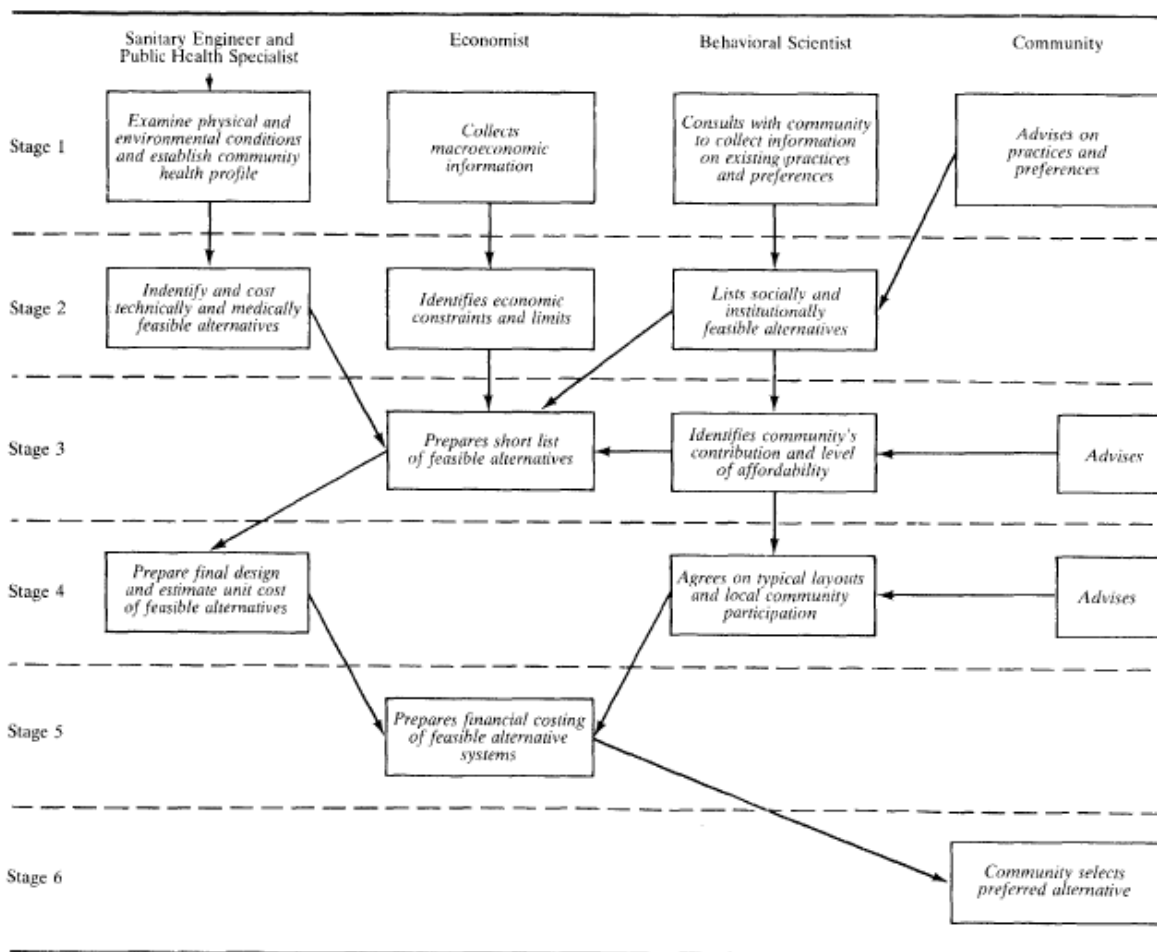 Sanitary Engineer and
Public Health Specialist
Economist
Behavioral Scientist
Community
Stage 1
Examine physical and
environmental conditions
and establish community
health profile
Collects
macroeconomic
information
Consults with community
to collect information
on existing practices
and preferences
Advises on
practices and
preferences
Stage 2
Indentify and cost
technically and medically
feasible alternatives
Identifies economic
constraints and limits
Lists socially and
institutionally
feasible alternatives
Stage 3
Prepares short list
of feasible alternatives
Identifies community's
contribution and level
of affordability
Advises
Stage 4
Prepare final design
and estimate unit cost
of feasible alternatives
Agrees on typical layouts
and local community
participation
Advises
Stage 5
Prepares financial costing
of feasible alternative
systems
Stage 6
Community selects
preferred alternative